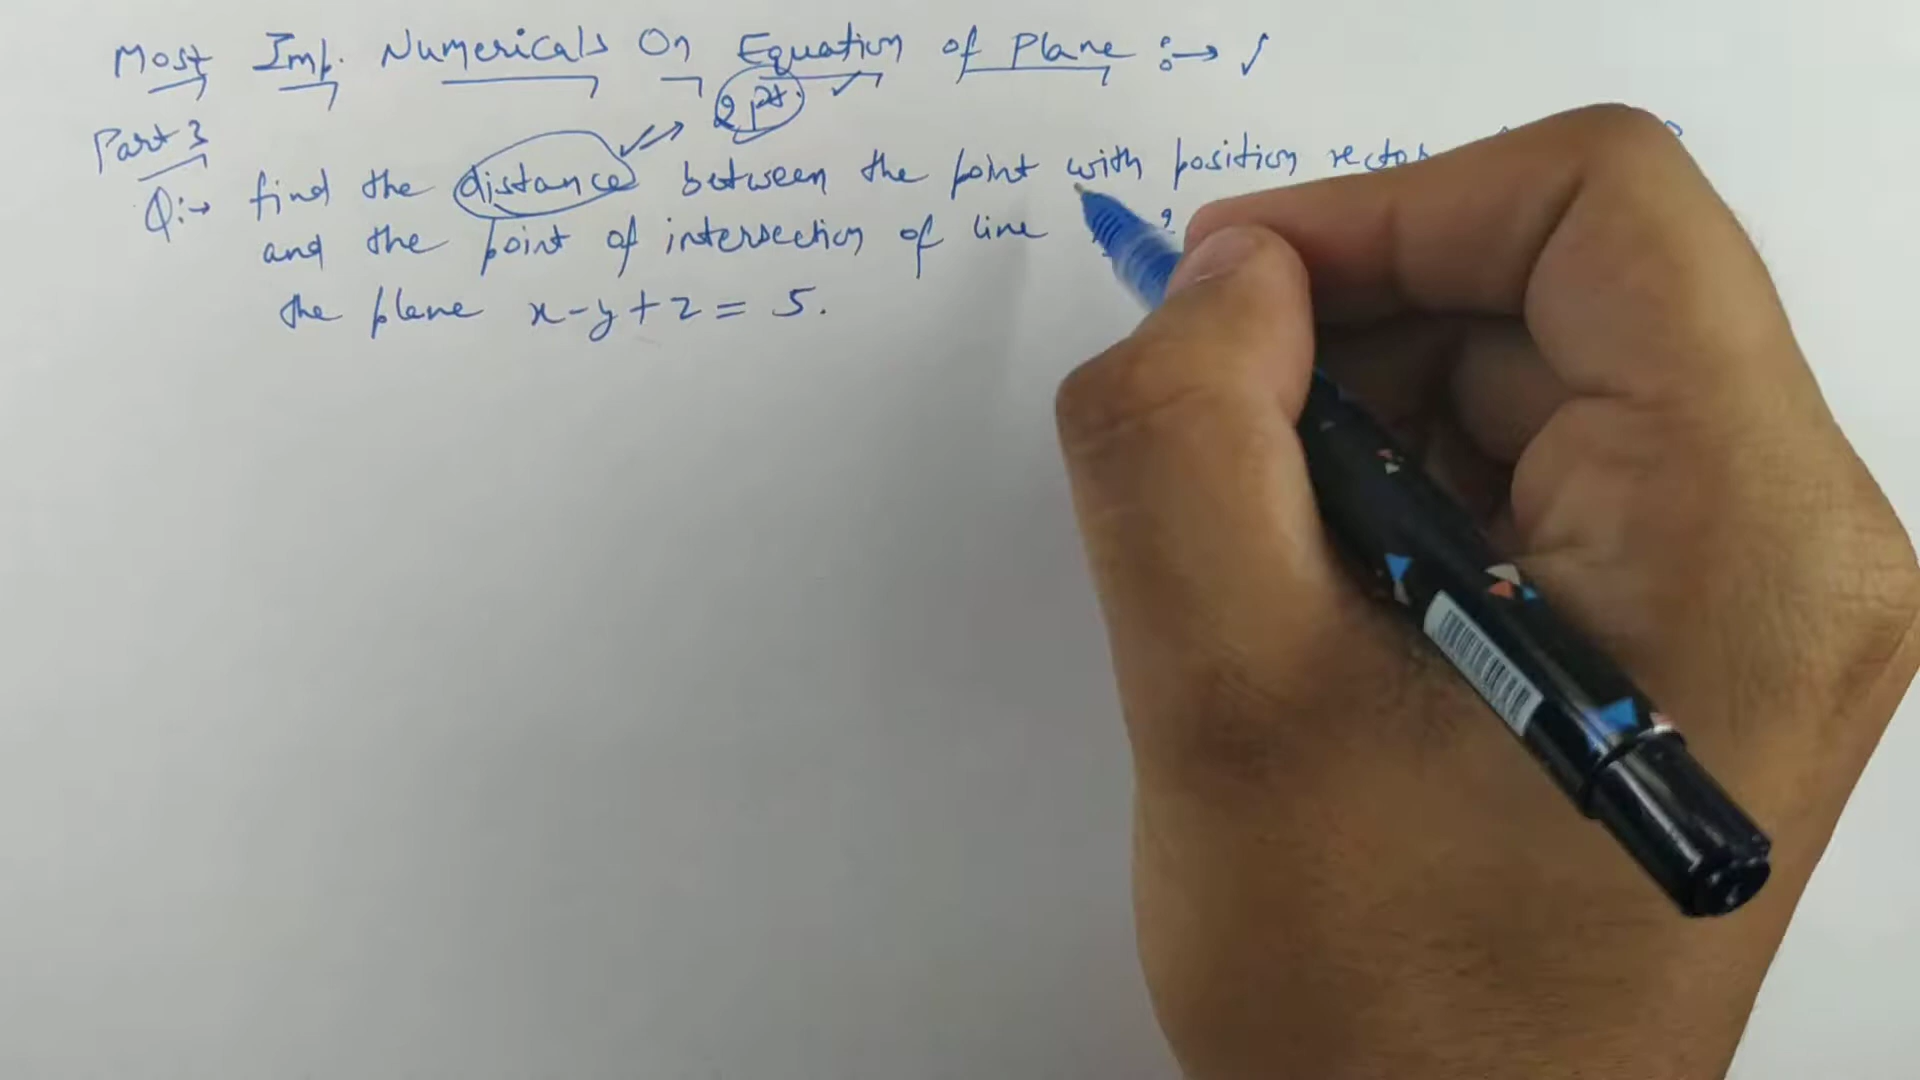 Most Imp. Numericals On Equation of Plane :→ ✓
2 pt.
Part 3
Q:→ find the distance between the point with position vector
and the point of intersection of line
the plane x-y+z = 5.